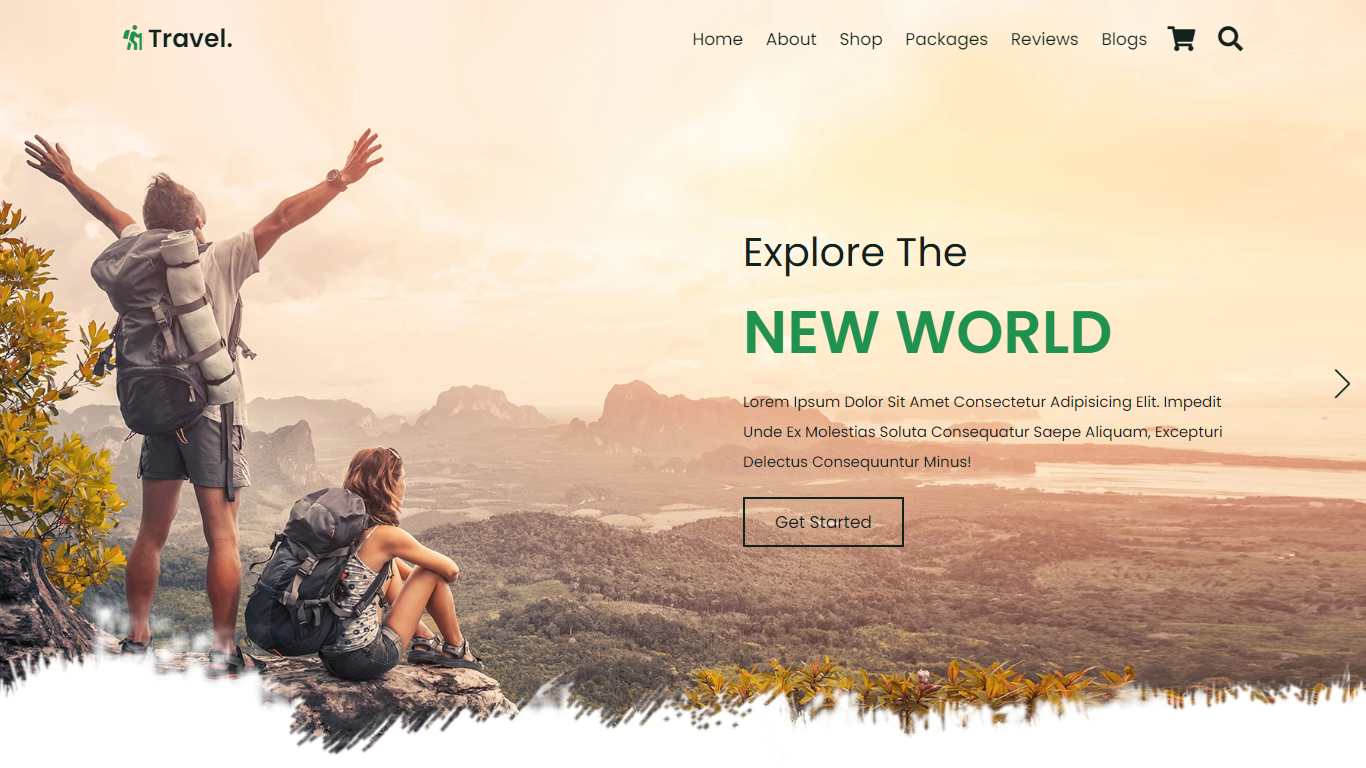 Travel.
Home About Shop Packages Reviews Blogs
Explore The
NEW WORLD
Lorem Ipsum Dolor Sit Amet Consectetur Adipisicing Elit. Impedit
Unde Ex Molestias Soluta Consequatur Saepe Aliquam, Excepturi
Delectus Consequuntur Minus!
Get Started